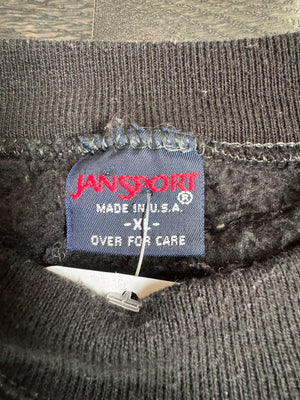 JANSPORT®
MADE IN U.S.A.
-XL-
OVER FOR CARE